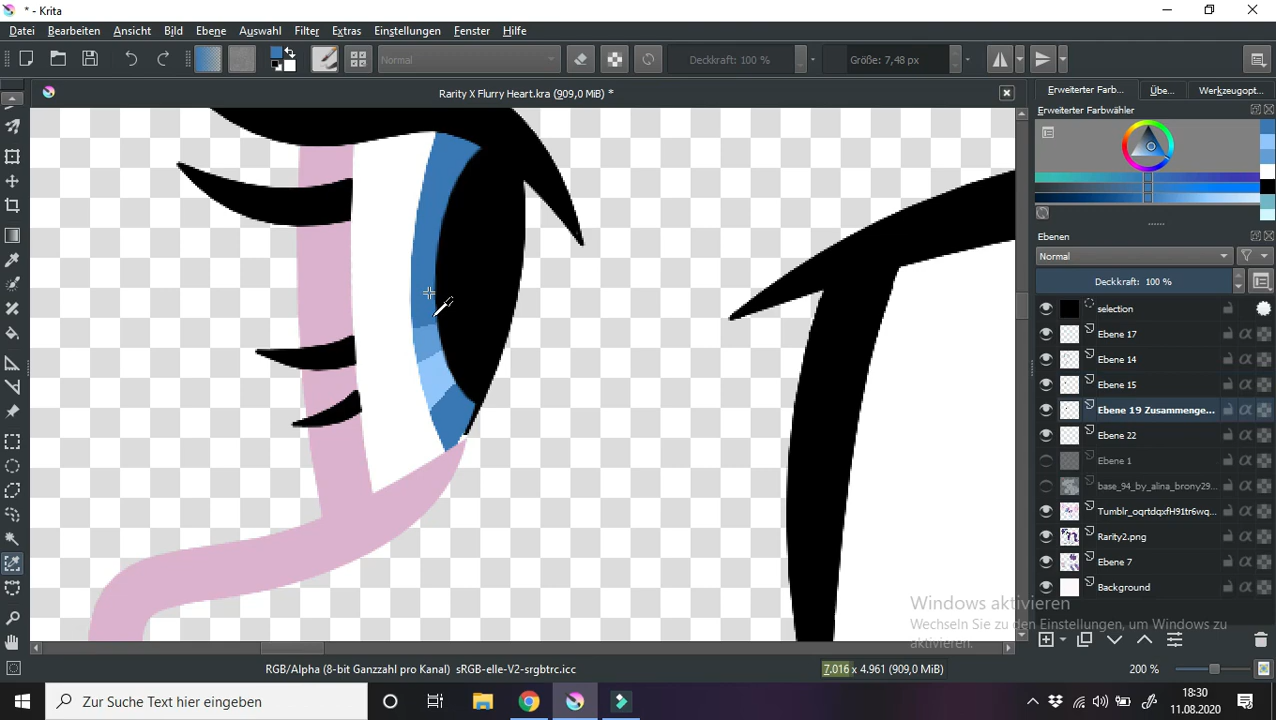 * - Krita
Datei Bearbeiten Ansicht Bild Ebene Auswahl Filter Extras Einstellungen Fenster Hilfe
Normal Deckkraft: 100 % Größe: 7,48 px
Rarity X Flurry Heart.kra (909,0 MiB) *
Erweiterter Farb... Übe... Werkzeugopt...
Erweiterter Farbwähler
Ebenen
Normal
Deckkraft: 100 %
selection
Ebene 17
Ebene 14
Ebene 15
Ebene 19 Zusammenge...
Ebene 22
Ebene 1
base_94_by_alina_brony29...
Tumblr_oqrtdqxfH91tr6wq...
Rarity2.png
Ebene 7
Background
Windows aktivieren
Wechseln Sie zu den Einstellungen, um Windows zu
aktivieren.
RGB/Alpha (8-bit Ganzzahl pro Kanal) sRGB-elle-V2-srgbtrc.icc
7.016 x 4.961 (909,0 MiB)
200 %
Zur Suche Text hier eingeben
18:30
11.08.2020